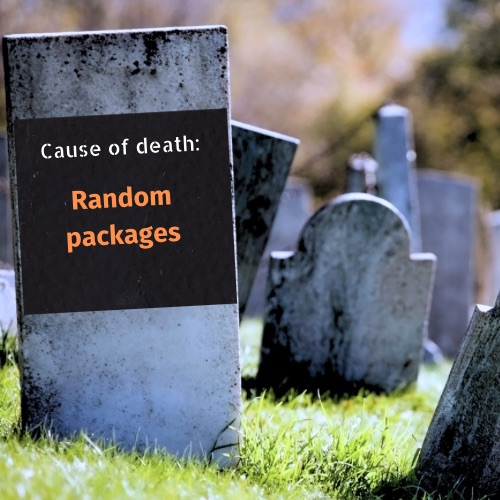 Cause of death:
Random
packages